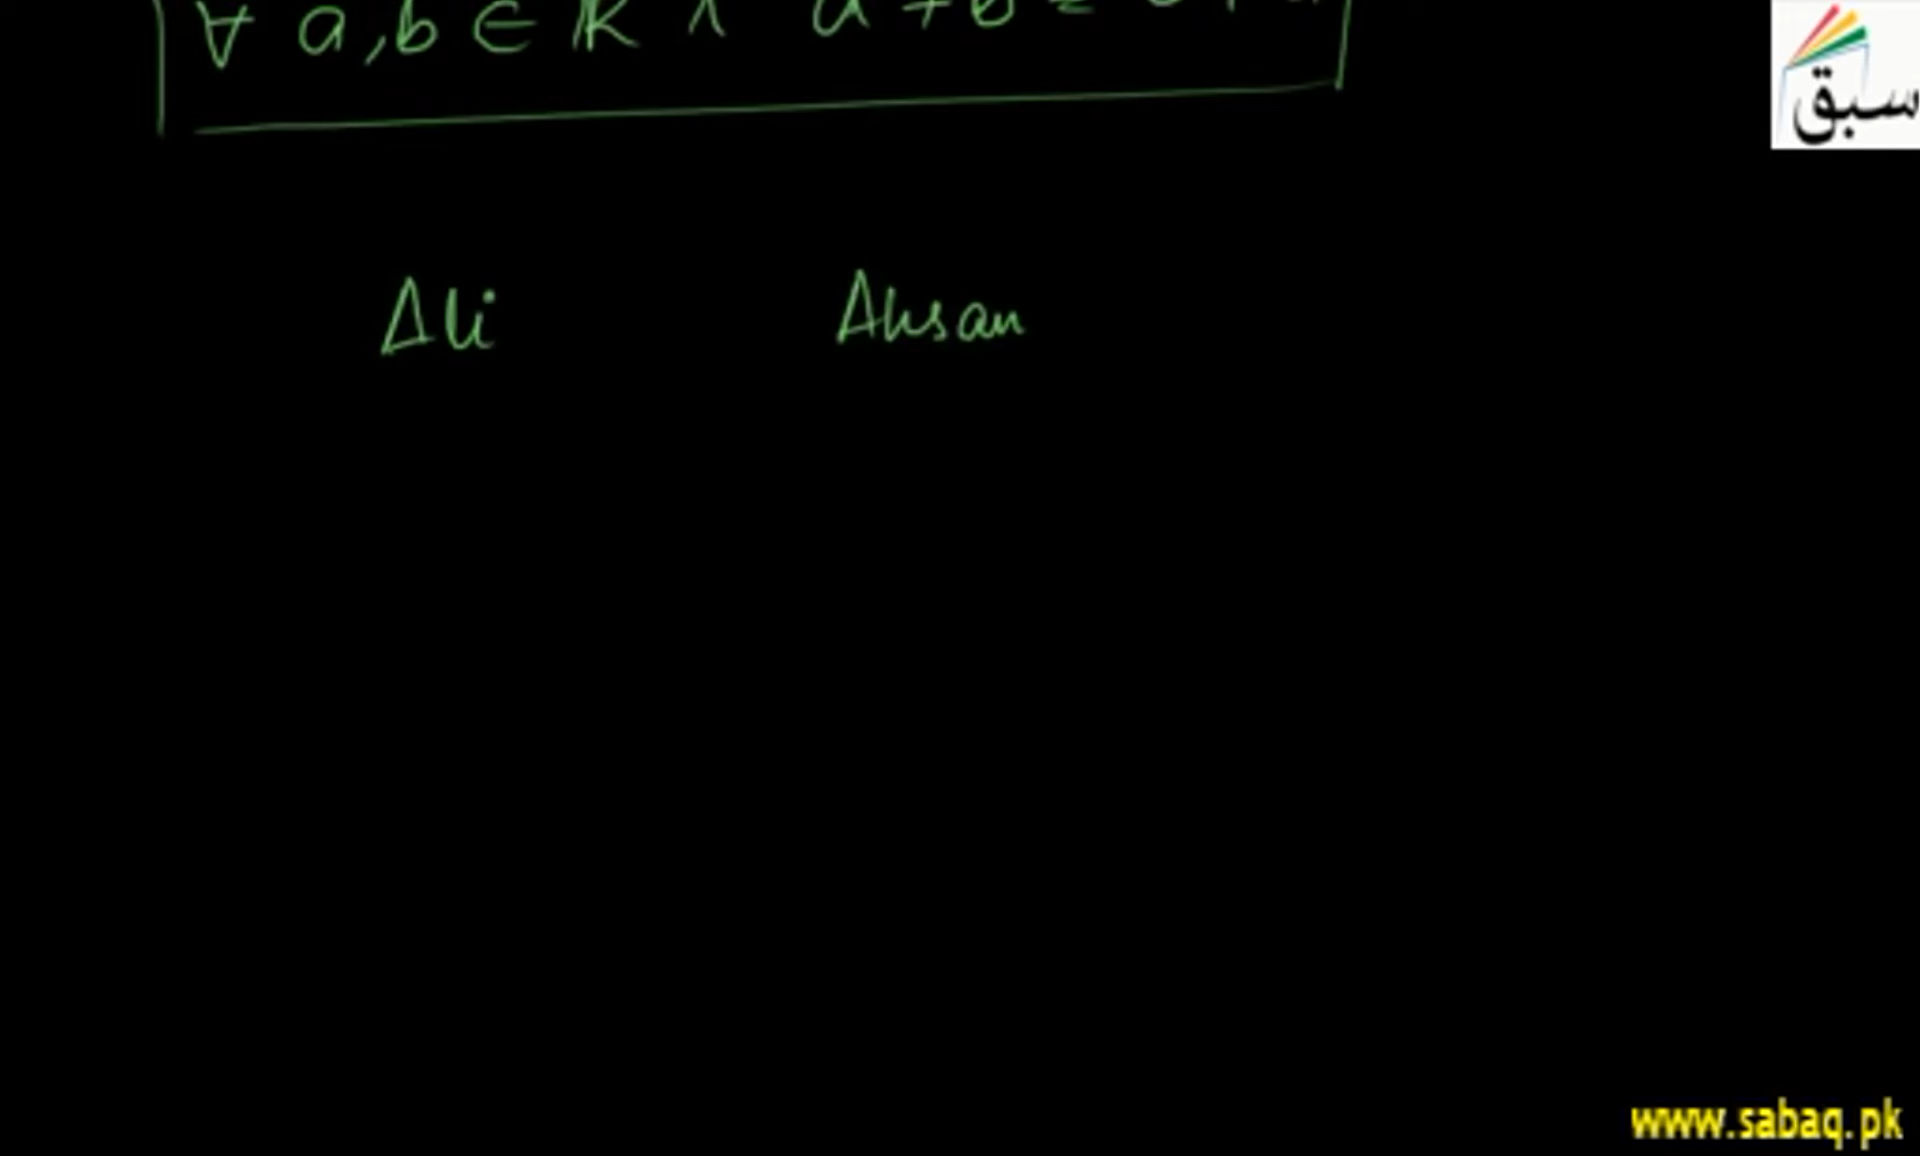 ∀ a,b ∈ R ∧ a + b =
سبق
Ali Ahsan
www.sabaq.pk